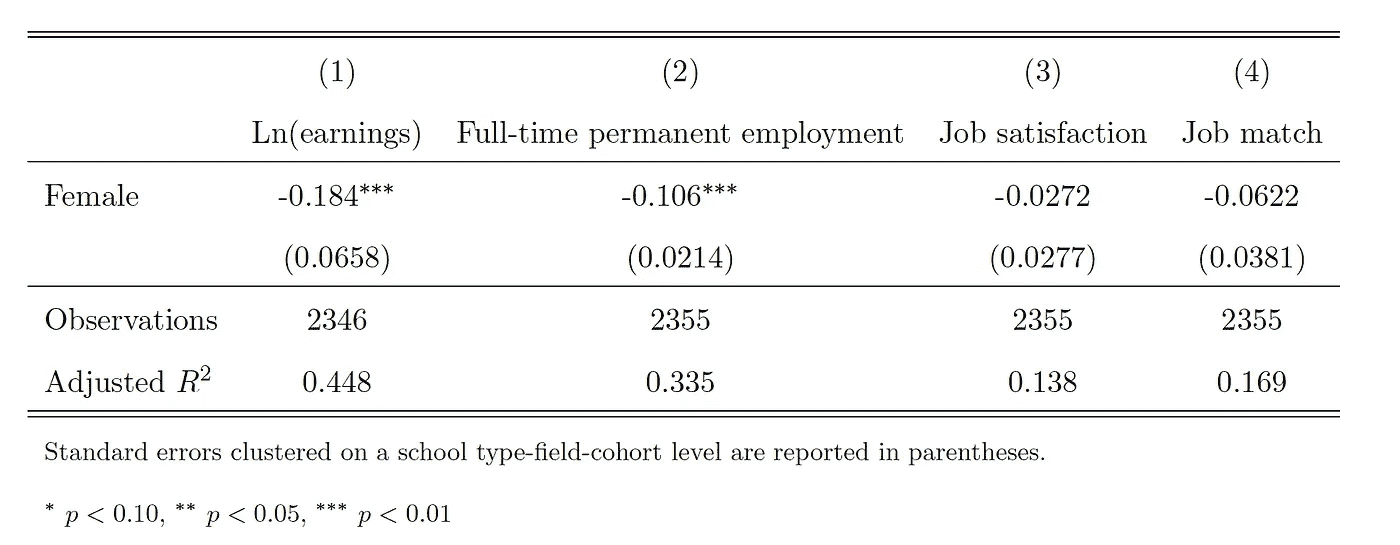 (1) (2) (3) (4)
Ln(earnings) Full-time permanent employment Job satisfaction Job match
Female -0.184*** -0.106*** -0.0272 -0.0622
(0.0658) (0.0214) (0.0277) (0.0381)
Observations 2346 2355 2355 2355
Adjusted R² 0.448 0.335 0.138 0.169
Standard errors clustered on a school type-field-cohort level are reported in parentheses.
* p < 0.10, ** p < 0.05, *** p < 0.01